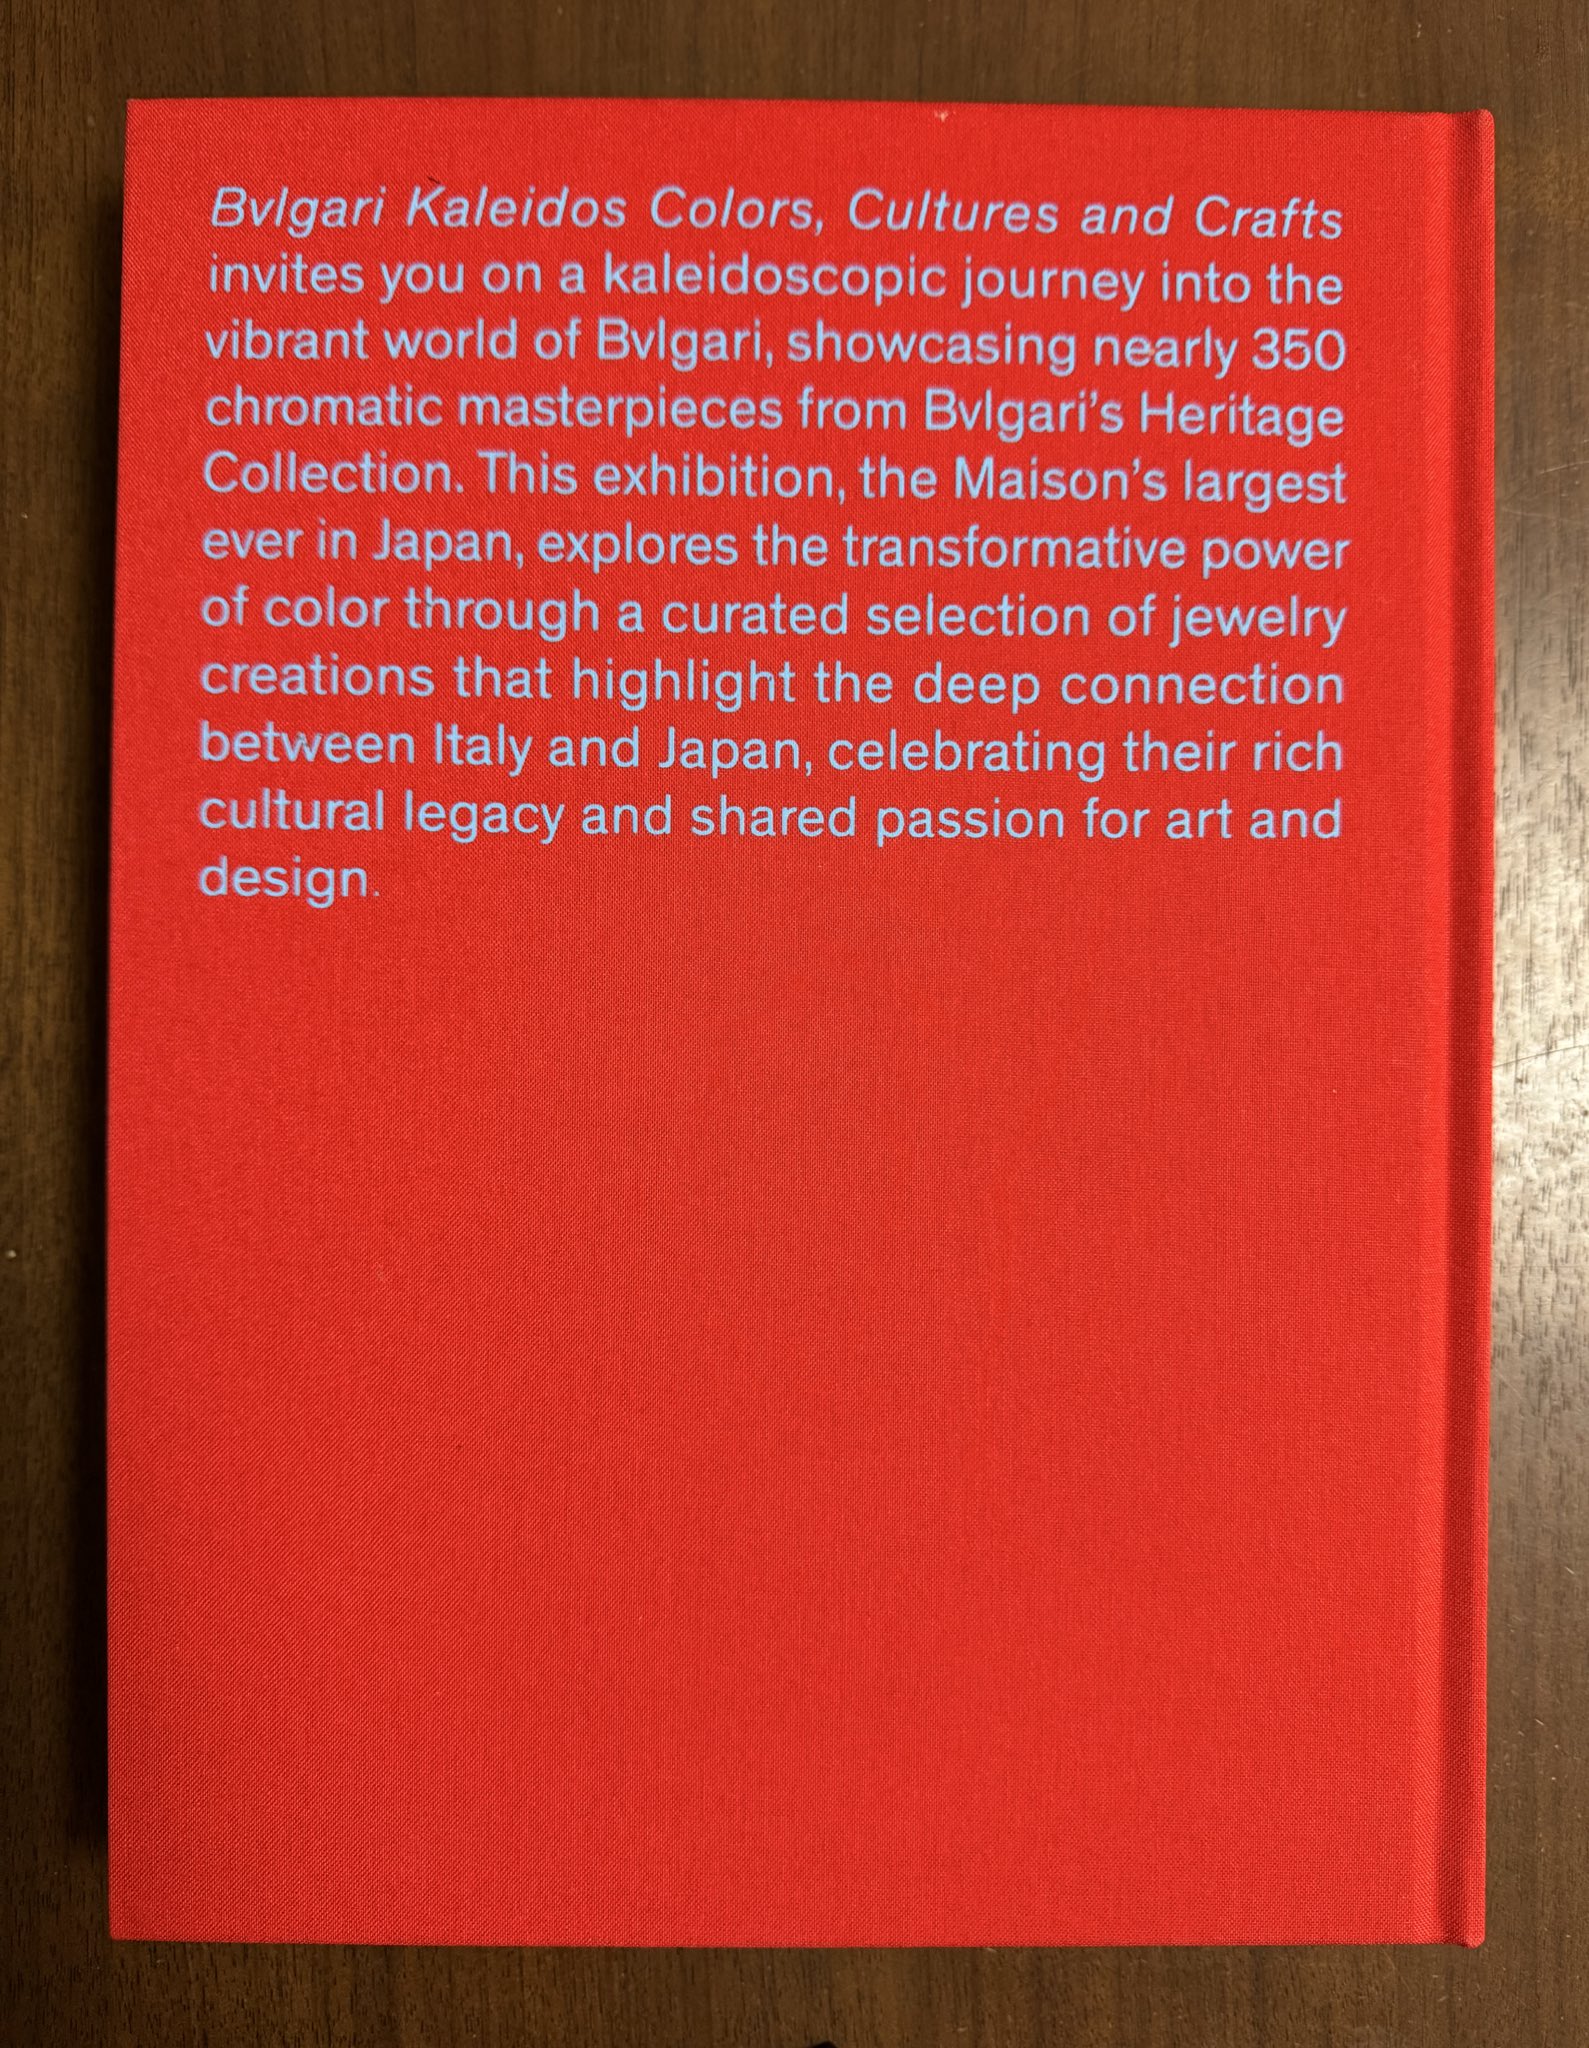 Bvlgari Kaleidos Colors, Cultures and Crafts
invites you on a kaleidoscopic journey into the
vibrant world of Bvlgari, showcasing nearly 350
chromatic masterpieces from Bvlgari’s Heritage
Collection. This exhibition, the Maison’s largest
ever in Japan, explores the transformative power
of color through a curated selection of jewelry
creations that highlight the deep connection
between Italy and Japan, celebrating their rich
cultural legacy and shared passion for art and
design.